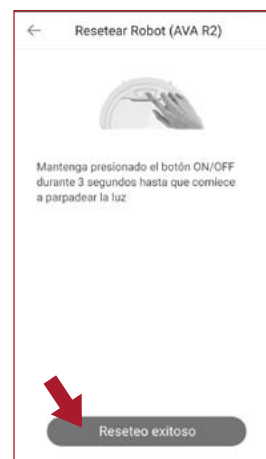 Resetear Robot (AVA R2)
Mantenga presionado el botón ON/OFF
durante 3 segundos hasta que comiece
a parpadear la luz
Reseteo exitoso